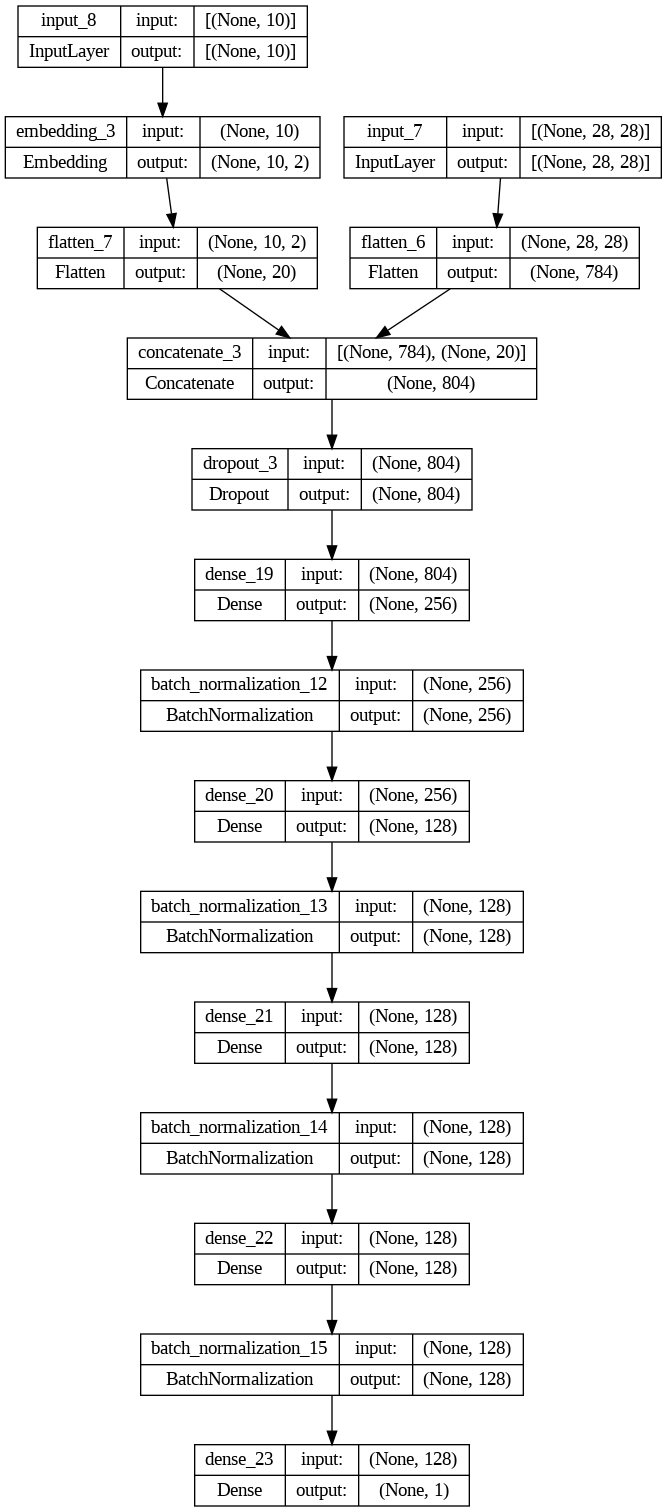 input_8 input: [(None, 10)]
InputLayer output: [(None, 10)]
embedding_3 input: (None, 10)
Embedding output: (None, 10, 2)
input_7 input: [(None, 28, 28)]
InputLayer output: [(None, 28, 28)]
flatten_7 input: (None, 10, 2)
Flatten output: (None, 20)
flatten_6 input: (None, 28, 28)
Flatten output: (None, 784)
concatenate_3 input: [(None, 784), (None, 20)]
Concatenate output: (None, 804)
dropout_3 input: (None, 804)
Dropout output: (None, 804)
dense_19 input: (None, 804)
Dense output: (None, 256)
batch_normalization_12 input: (None, 256)
BatchNormalization output: (None, 256)
dense_20 input: (None, 256)
Dense output: (None, 128)
batch_normalization_13 input: (None, 128)
BatchNormalization output: (None, 128)
dense_21 input: (None, 128)
Dense output: (None, 128)
batch_normalization_14 input: (None, 128)
BatchNormalization output: (None, 128)
dense_22 input: (None, 128)
Dense output: (None, 128)
batch_normalization_15 input: (None, 128)
BatchNormalization output: (None, 128)
dense_23 input: (None, 128)
Dense output: (None, 1)